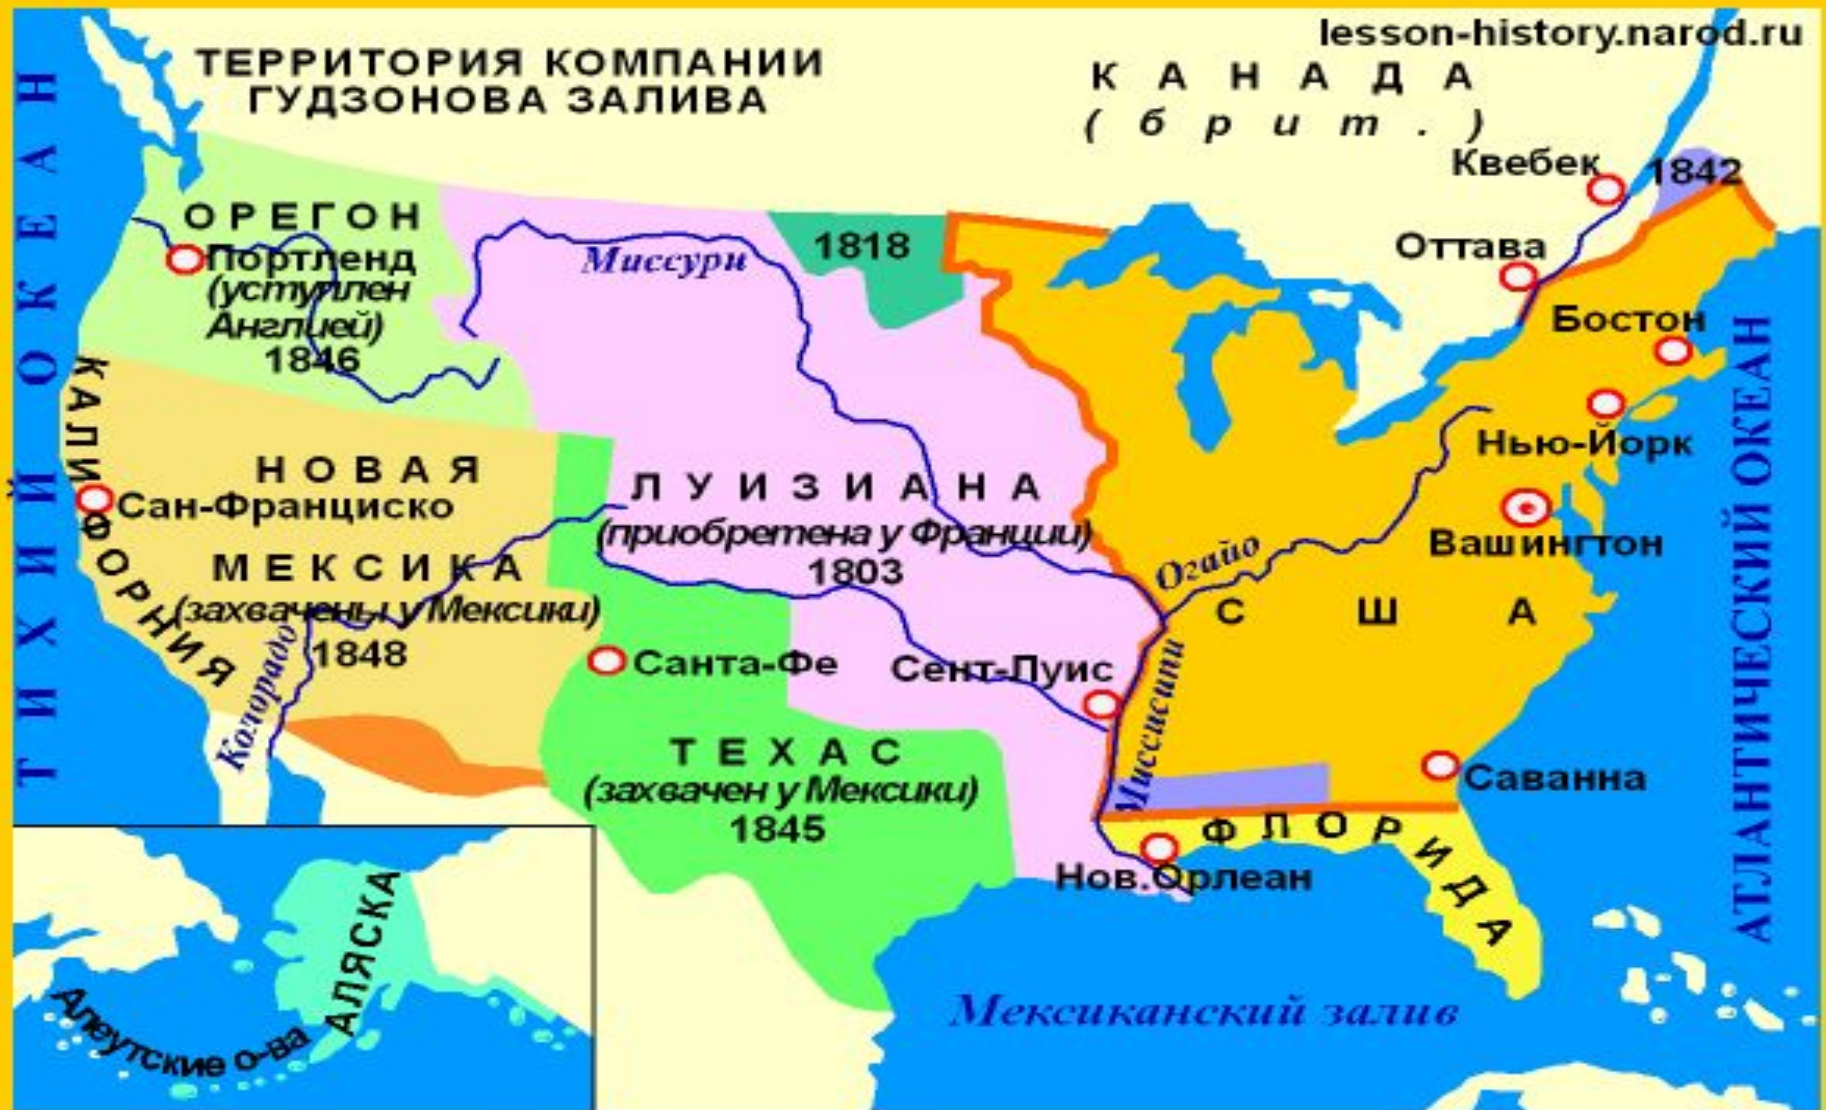 lesson-history.narod.ru
ТЕРРИТОРИЯ КОМПАНИИ
ГУДЗОНОВА ЗАЛИВА
КАНАДА
(брит.)
Квебек
1842
ОРЕГОН
Портленд
(уступлен
Англией)
1846
Миссури
1818
Оттава
Бостон
ТИХИЙ ОКЕАН
КАЛИФОРНИЯ
НОВАЯ
Сан-Франциско
МЕКСИКА
(захвачены у Мексики)
1848
Колорадо
ЛУИЗИАНА
(приобретена у Франции)
1803
Нью-Йорк
Вашингтон
Огайо
США
АТЛАНТИЧЕСКИЙ ОКЕАН
Санта-Фе
Сент-Луис
Миссисипи
ТЕХАС
(захвачен у Мексики)
1845
Саванна
ФЛОРИДА
Нов.Орлеан
Мексиканский залив
АЛЯСКА
Алеутские о-ва